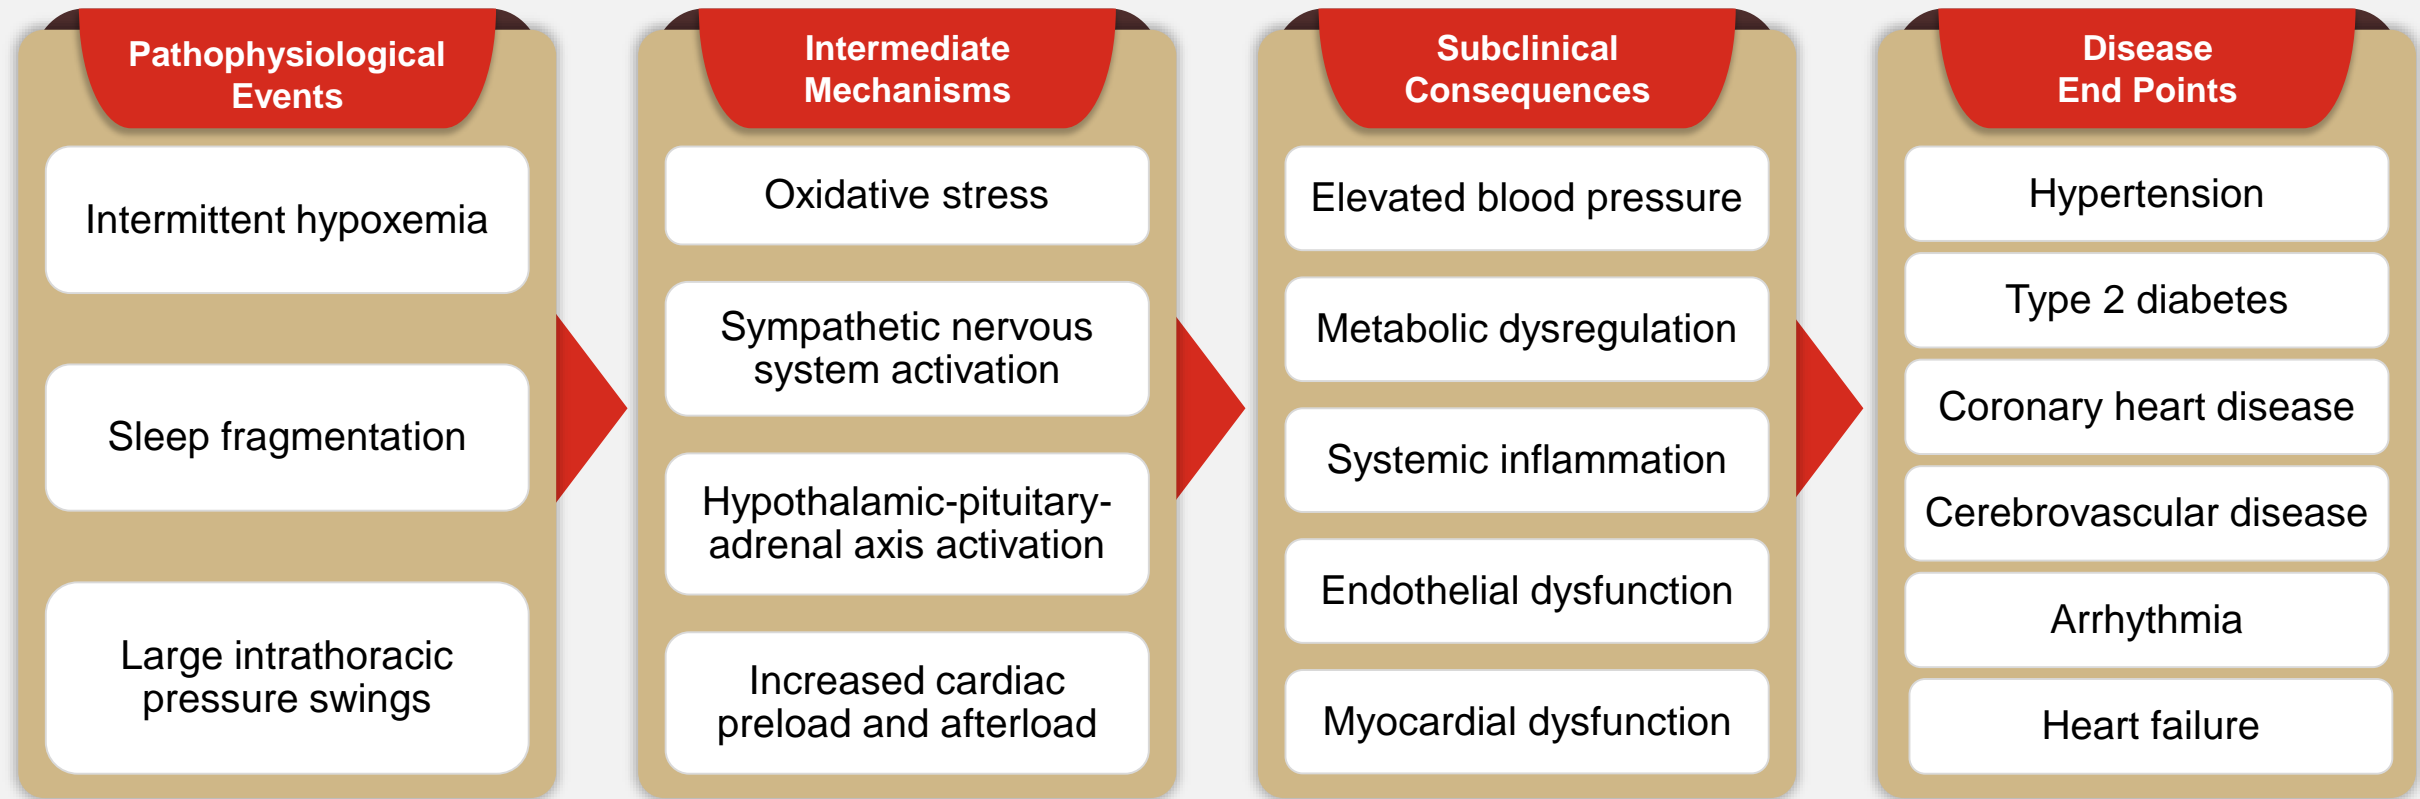 Pathophysiological
Events
Intermittent hypoxemia
Sleep fragmentation
Large intrathoracic
pressure swings
Intermediate
Mechanisms
Oxidative stress
Sympathetic nervous
system activation
Hypothalamic-pituitary-
adrenal axis activation
Increased cardiac
preload and afterload
Subclinical
Consequences
Elevated blood pressure
Metabolic dysregulation
Systemic inflammation
Endothelial dysfunction
Myocardial dysfunction
Disease
End Points
Hypertension
Type 2 diabetes
Coronary heart disease
Cerebrovascular disease
Arrhythmia
Heart failure